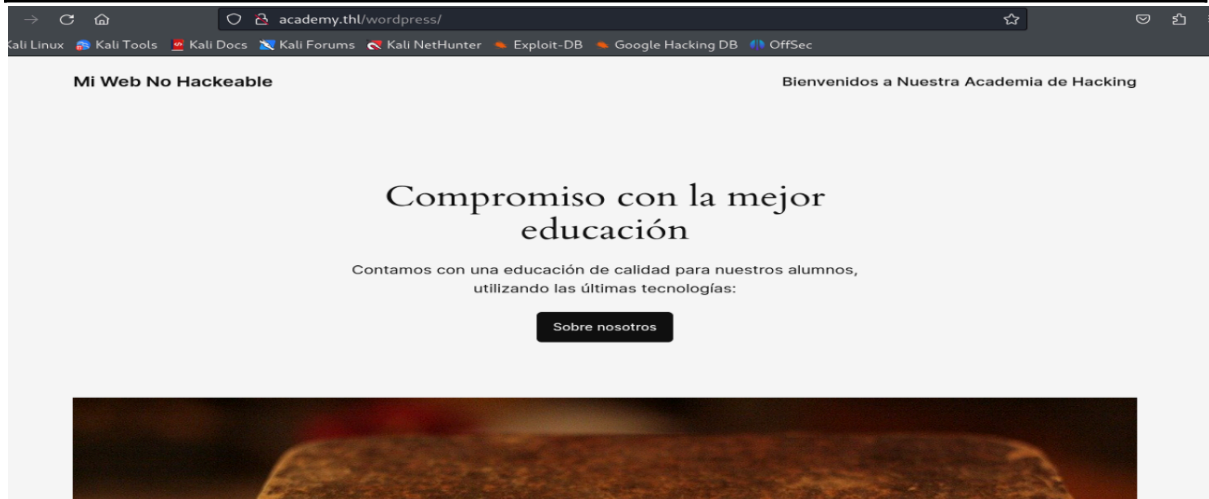 academy.thl/wordpress/
Kali Linux Kali Tools Kali Docs Kali Forums Kali NetHunter Exploit-DB Google Hacking DB OffSec
Mi Web No Hackeable Bienvenidos a Nuestra Academia de Hacking
Compromiso con la mejor
educación
Contamos con una educación de calidad para nuestros alumnos,
utilizando las últimas tecnologías:
Sobre nosotros